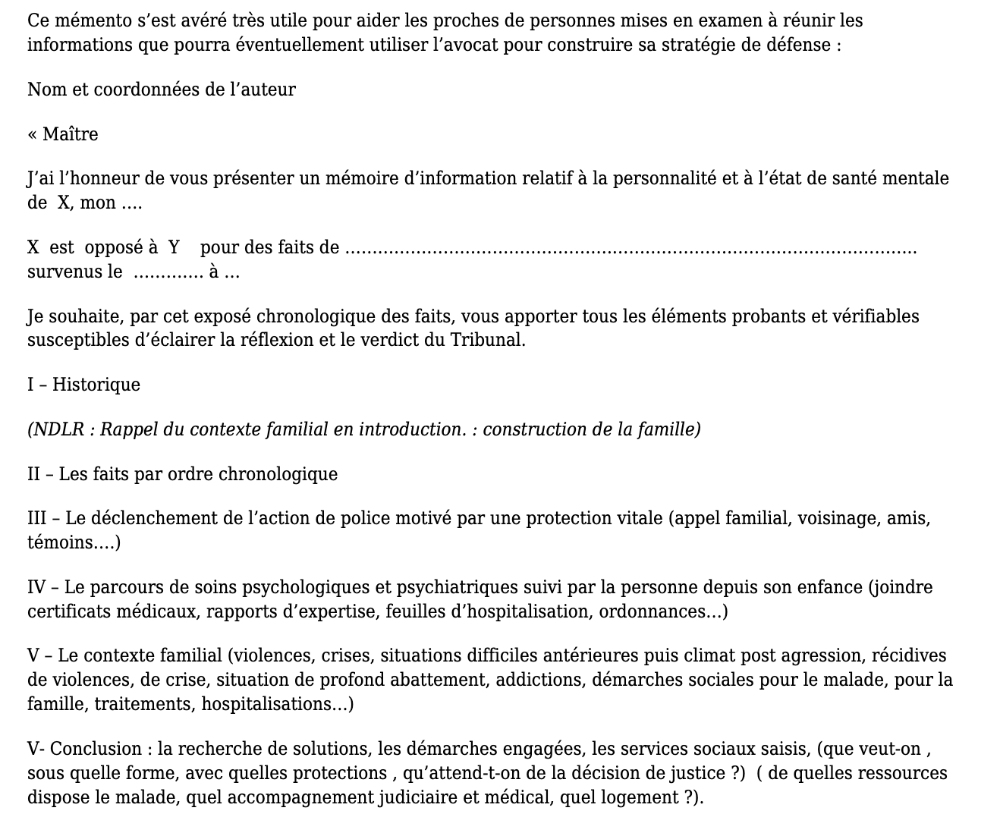 Ce mémento s’est avéré très utile pour aider les proches de personnes mises en examen à réunir les
informations que pourra éventuellement utiliser l’avocat pour construire sa stratégie de défense :
Nom et coordonnées de l’auteur
« Maître
J’ai l’honneur de vous présenter un mémoire d’information relatif à la personnalité et à l’état de santé mentale
de  X, mon ….
X  est  opposé à  Y    pour des faits de ……………………………………………………………………………………………
survenus le  …………. à …
Je souhaite, par cet exposé chronologique des faits, vous apporter tous les éléments probants et vérifiables
susceptibles d’éclairer la réflexion et le verdict du Tribunal.
I – Historique
(NDLR : Rappel du contexte familial en introduction. : construction de la famille)
II – Les faits par ordre chronologique
III – Le déclenchement de l’action de police motivé par une protection vitale (appel familial, voisinage, amis,
témoins….)
IV – Le parcours de soins psychologiques et psychiatriques suivi par la personne depuis son enfance (joindre
certificats médicaux, rapports d’expertise, feuilles d’hospitalisation, ordonnances…)
V – Le contexte familial (violences, crises, situations difficiles antérieures puis climat post agression, récidives
de violences, de crise, situation de profond abattement, addictions, démarches sociales pour le malade, pour la
famille, traitements, hospitalisations…)
V- Conclusion : la recherche de solutions, les démarches engagées, les services sociaux saisis, (que veut-on ,
sous quelle forme, avec quelles protections , qu’attend-t-on de la décision de justice ?)  ( de quelles ressources
dispose le malade, quel accompagnement judiciaire et médical, quel logement ?).